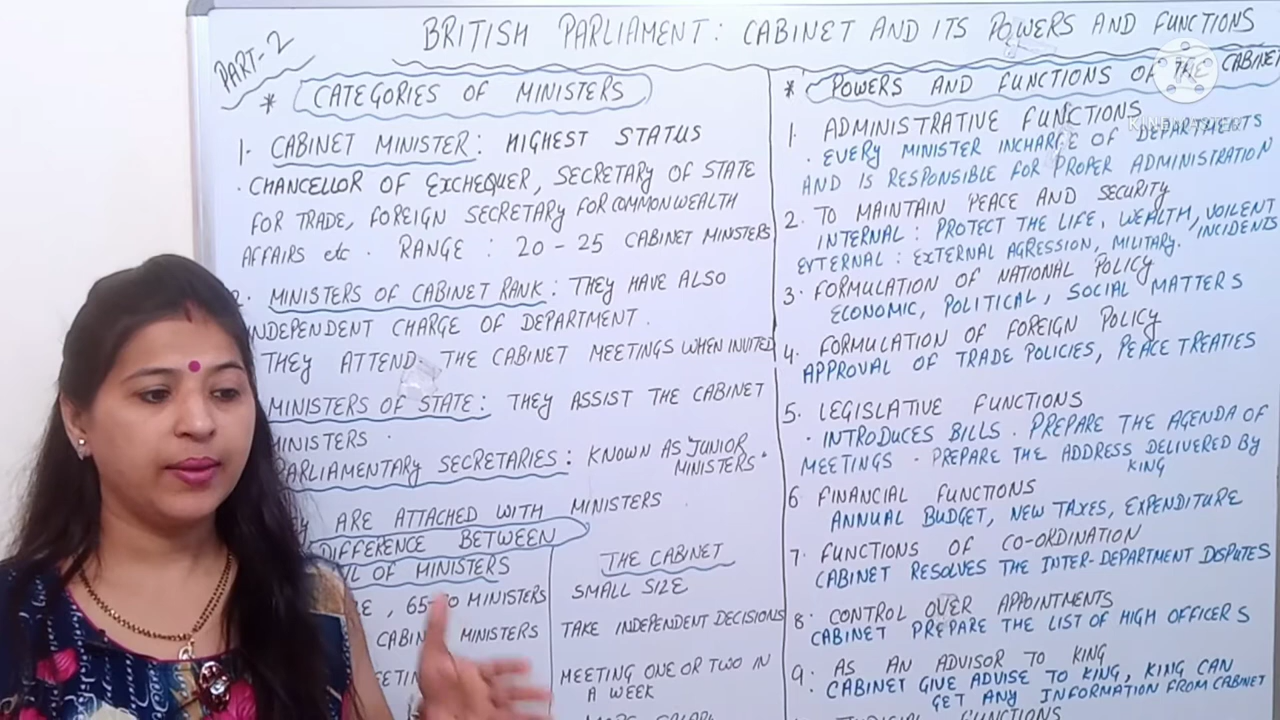 PART-2
BRITISH PARLIAMENT: CABINET AND ITS POWERS AND FUNCTIONS
* CATEGORIES OF MINISTERS
1. CABINET MINISTER: HIGHEST STATUS
. CHANCELLOR OF EXCHEQUER, SECRETARY OF STATE
FOR TRADE, FOREIGN SECRETARY FOR COMMONWEALTH
AFFAIRS etc. RANGE : 20-25 CABINET MINSTERS
MINISTERS OF CABINET RANK: THEY HAVE ALSO
INDEPENDENT CHARGE OF DEPARTMENT.
THEY ATTEND THE CABINET MEETINGS WHEN INVITED
MINISTERS OF STATE: THEY ASSIST THE CABINET
MINISTERS.
PARLIAMENTARY SECRETARIES: KNOWN AS "JUNIOR
MINISTERS"
ARE ATTACHED WITH MINISTERS
DIFFERENCE BETWEEN
OF MINISTERS
, 65-70 MINISTERS
CABINET MINISTERS
THE CABINET
SMALL SIZE
TAKE INDEPENDENT DECISIONS
MEETING ONE OR TWO IN
A WEEK
* POWERS AND FUNCTIONS OF THE CABINET
1. ADMINISTRATIVE FUNCTIONS
. EVERY MINISTER INCHARGE OF DEPARTMENTS
AND IS RESPONSIBLE FOR PROPER ADMINISTRATION
2. TO MAINTAIN PEACE AND SECURITY
INTERNAL: PROTECT THE LIFE, WEALTH, VOILENT
INCIDENTS
EXTERNAL: EXTERNAL AGRESSION, MILITARY.
3. FORMULATION OF NATIONAL POLICY
ECONOMIC, POLITICAL, SOCIAL MATTERS
4. FORMULATION OF FOREIGN POLICY
APPROVAL OF TRADE POLICIES, PEACE TREATIES
5. LEGISLATIVE FUNCTIONS
. INTRODUCES BILLS. PREPARE THE AGENDA OF
MEETINGS. PREPARE THE ADDRESS DELIVERED BY
KING
6 FINANCIAL FUNCTIONS
ANNUAL BUDGET, NEW TAXES, EXPENDITURE
7. FUNCTIONS OF CO-ORDINATION
CABINET RESOLVES THE INTER-DEPARTMENT DISPUTES
8. CONTROL OVER APPOINTMENTS
CABINET PREPARE THE LIST OF HIGH OFFICERS
9. AS AN ADVISOR TO KING
. CABINET GIVE ADVISE TO KING, KING CAN
GET ANY INFORMATION FROM CABINET